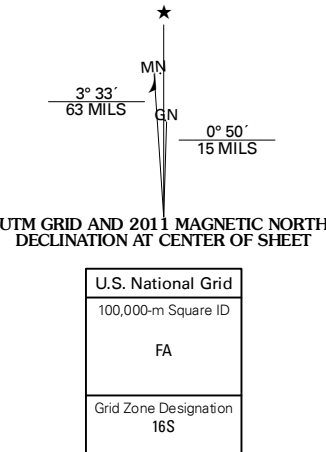 ★
MN
3° 33´
63 MILS
GN
0° 50´
15 MILS
UTM GRID AND 2011 MAGNETIC NORTH
DECLINATION AT CENTER OF SHEET
U.S. National Grid
100,000-m Square ID
FA
Grid Zone Designation
16S